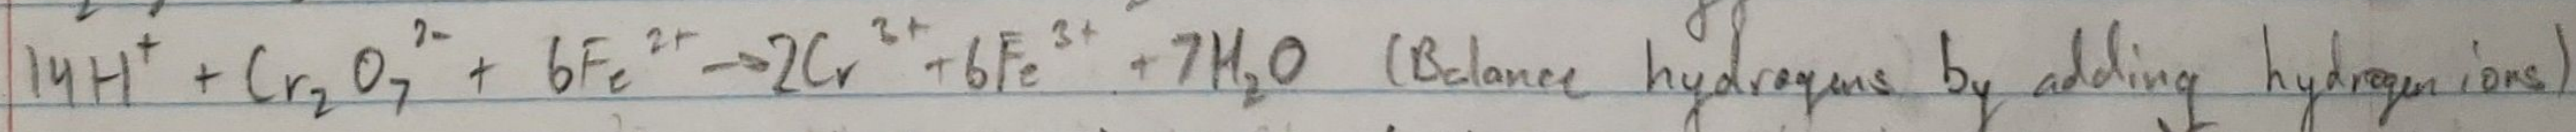 14H⁺ + Cr₂O₇²⁻ + 6Fe²⁺ → 2Cr³⁺ + 6Fe³⁺ + 7H₂O (Balance hydrogens by adding hydrogen ions)